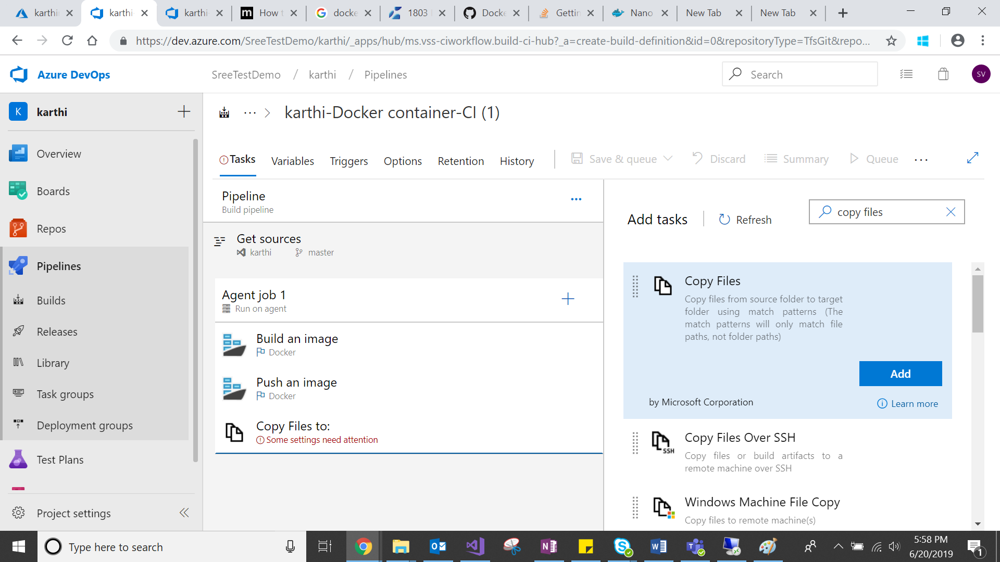 karthi
karthi-
karthi-
How t
docke
1803
Docke
Gettin
Nano
New Tab
New Tab
https://dev.azure.com/SreeTestDemo/karthi/_apps/hub/ms.vss-ciworkflow.build-ci-hub?_a=create-build-definition&id=0&repositoryType=TfsGit&repo...
Azure DevOps
SreeTestDemo / karthi / Pipelines
Search
SV
K karthi
karthi-Docker container-CI (1)
Overview
Boards
Repos
Pipelines
Builds
Releases
Library
Task groups
Deployment groups
Test Plans
Project settings
Tasks Variables Triggers Options Retention History
Save & queue Discard Summary Queue
Pipeline
Build pipeline
Get sources
karthi master
Agent job 1
Run on agent
Build an image
Docker
Push an image
Docker
Copy Files to:
Some settings need attention
Add tasks Refresh
copy files
Copy Files
Copy files from source folder to target
folder using match patterns (The
match patterns will only match file
paths, not folder paths)
Add
by Microsoft Corporation
Learn more
Copy Files Over SSH
SSH
Copy files or build artifacts to a
remote machine over SSH
Windows Machine File Copy
Copy files to remote machine(s)
Type here to search
5:58 PM
6/20/2019
1